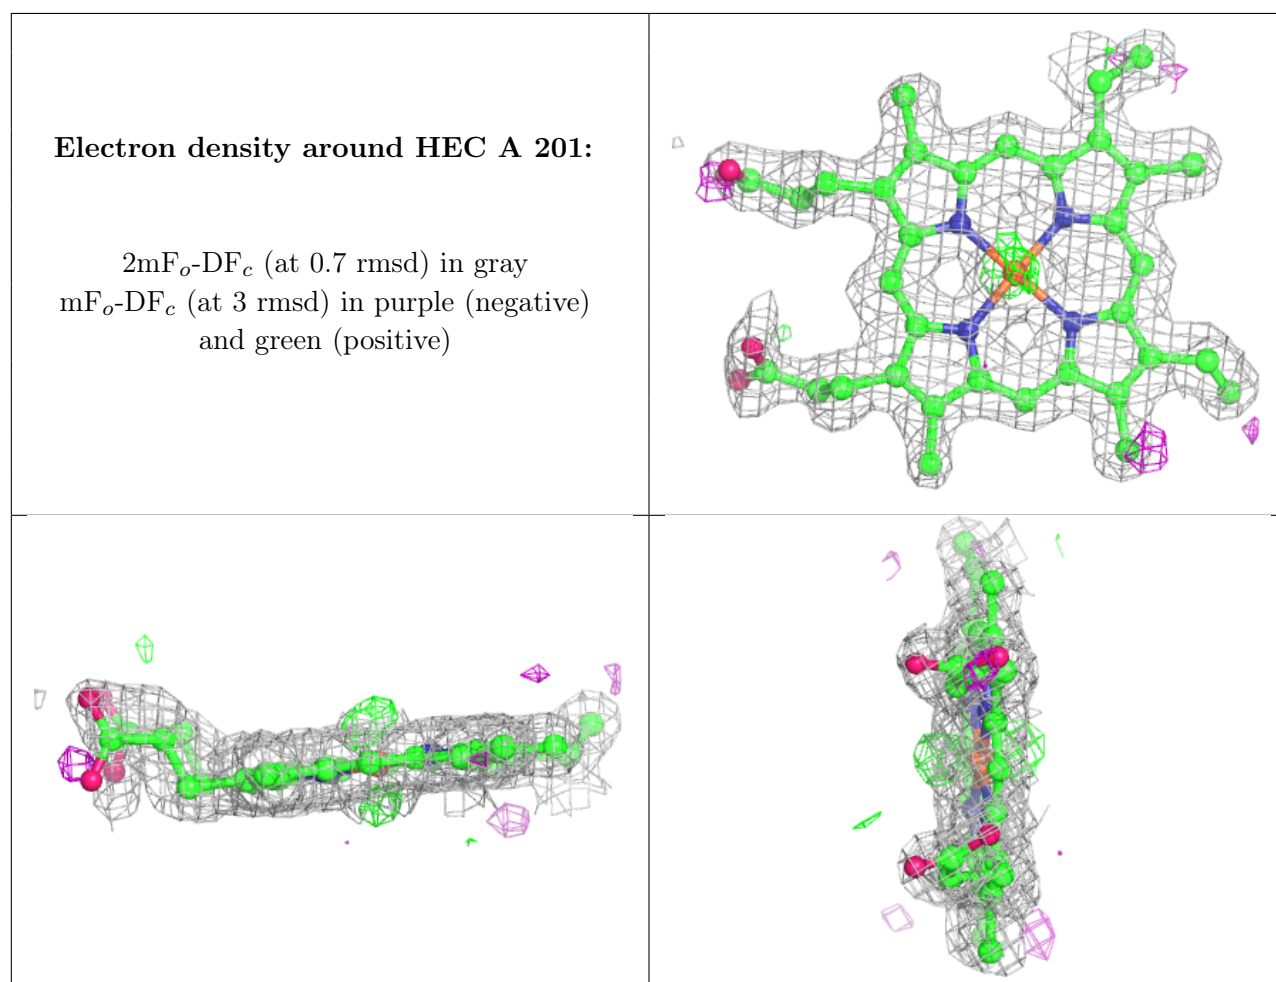 Electron density around HEC A 201:
2mFo-DFc (at 0.7 rmsd) in gray
mFo-DFc (at 3 rmsd) in purple (negative)
and green (positive)